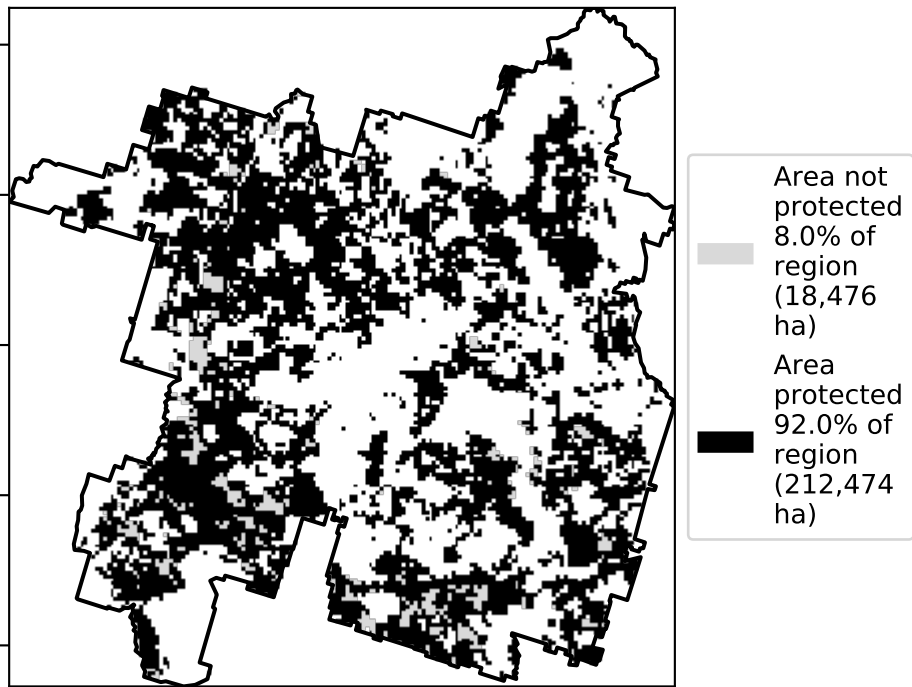 Area not
protected
8.0% of
region
(18,476
ha)
Area
protected
92.0% of
region
(212,474
ha)